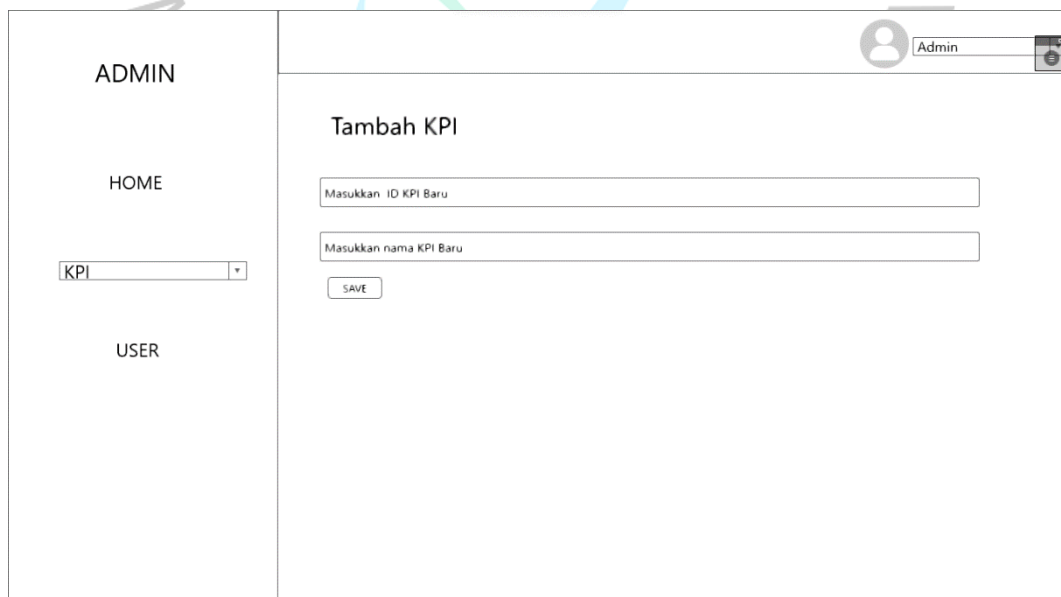 ADMIN
HOME
KPI
USER
Admin
Tambah KPI
Masukkan ID KPI Baru
Masukkan nama KPI Baru
SAVE